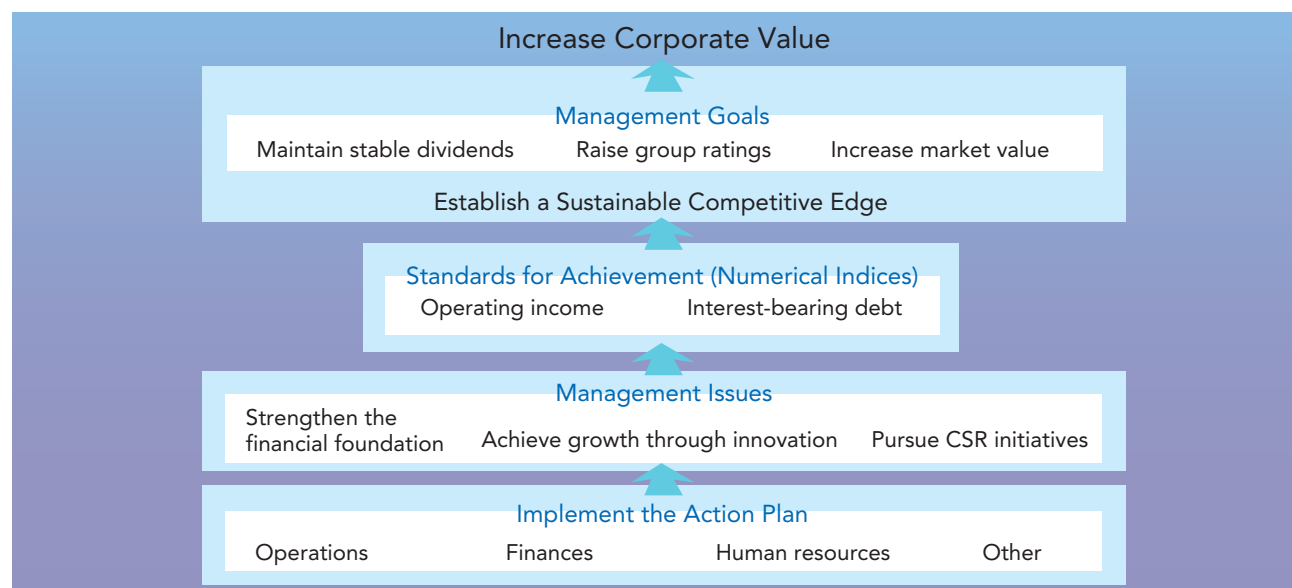 Increase Corporate Value
Management Goals
Maintain stable dividends Raise group ratings Increase market value
Establish a Sustainable Competitive Edge
Standards for Achievement (Numerical Indices)
Operating income Interest-bearing debt
Management Issues
Strengthen the
financial foundation Achieve growth through innovation Pursue CSR initiatives
Implement the Action Plan
Operations Finances Human resources Other